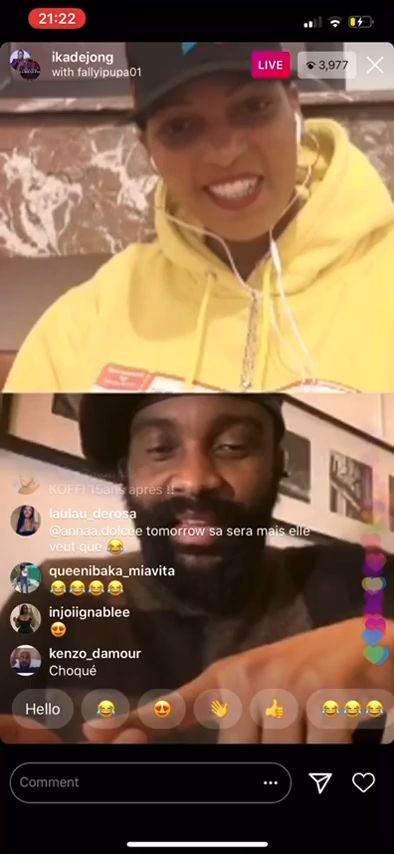 21:22
ikadejong
with fallyipupa01
LIVE
3,977
KOFFI 15ans après !!
laulau_derosa
@annaa.dolcee tomorrow sa sera mais elle
veut que 😂
queenibaka_miavita
😂😂😂😂
injoiignablee
😍
kenzo_damour
Choqué
Hello 😂 😍 👋 👍 😂😂😂
Comment